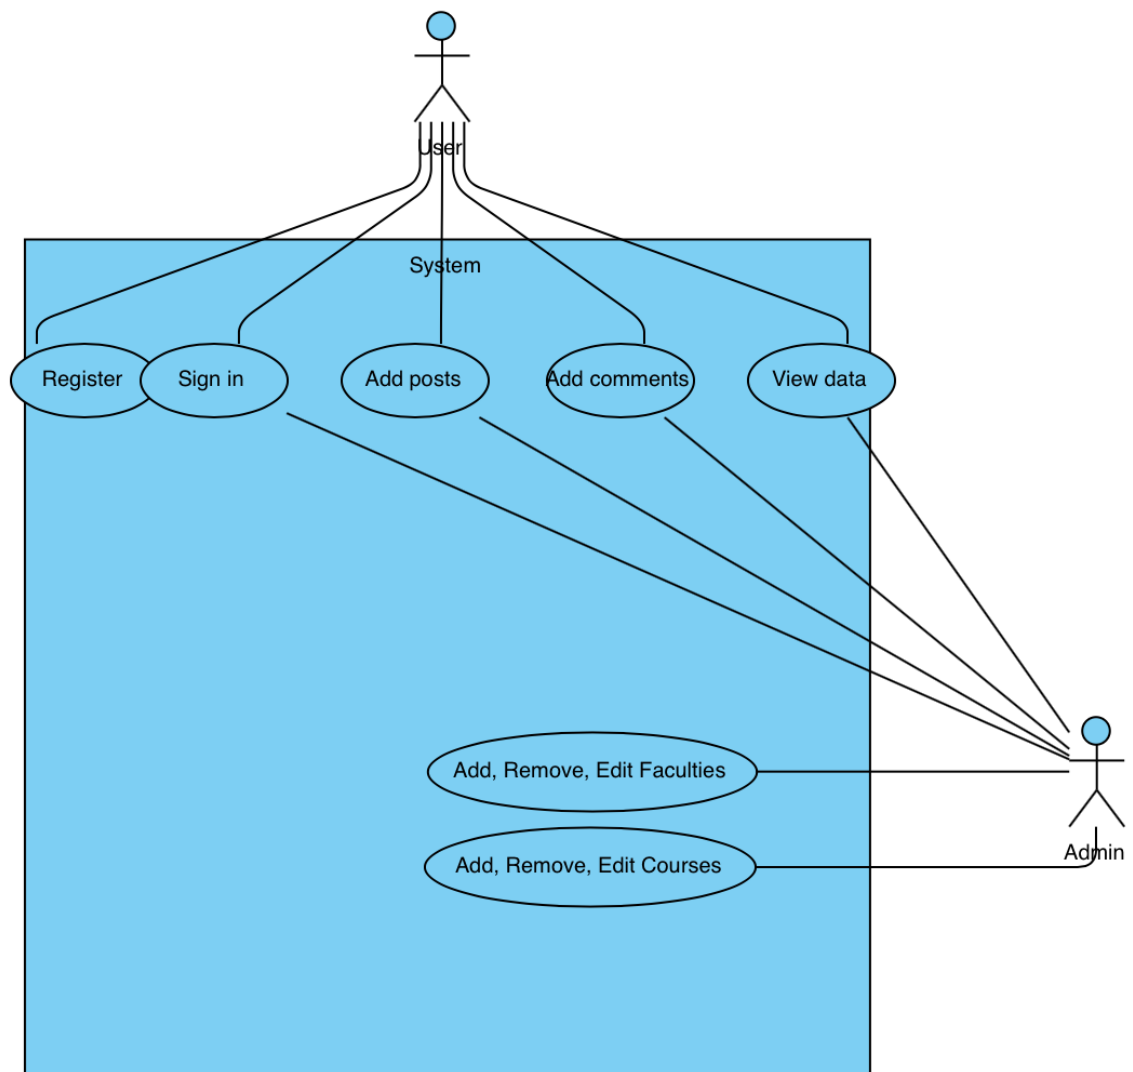 User
System
Register
Sign in
Add posts
Add comments
View data
Add, Remove, Edit Faculties
Admin
Add, Remove, Edit Courses